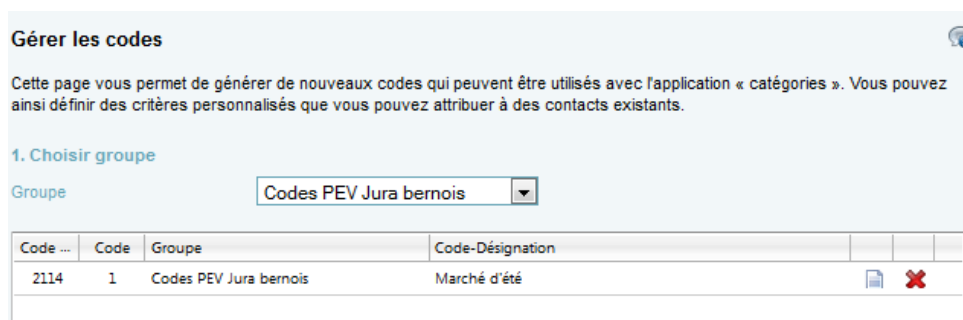 Gérer les codes
Cette page vous permet de générer de nouveaux codes qui peuvent être utilisés avec l'application « catégories ». Vous pouvez
ainsi définir des critères personnalisés que vous pouvez attribuer à des contacts existants.
1. Choisir groupe
Groupe Codes PEV Jura bernois
Code ... Code Groupe Code-Désignation
2114 1 Codes PEV Jura bernois Marché d'été